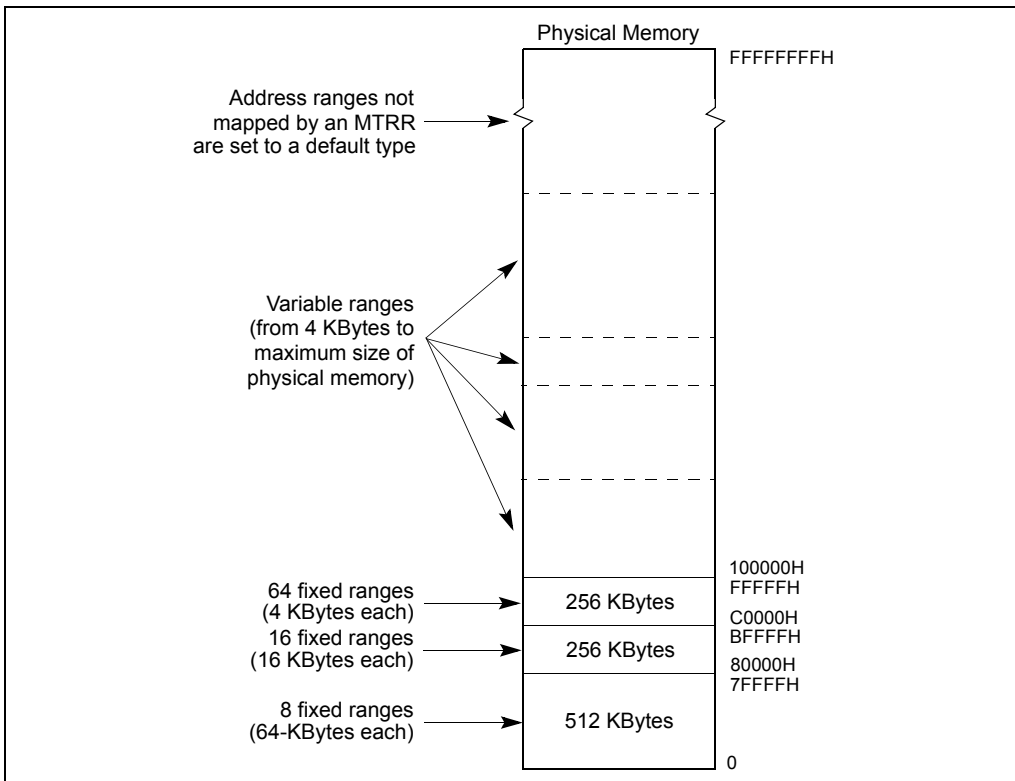 Physical Memory
FFFFFFFFH
Address ranges not
mapped by an MTRR
are set to a default type
Variable ranges
(from 4 KBytes to
maximum size of
physical memory)
100000H
FFFFFH
64 fixed ranges
(4 KBytes each)
256 KBytes
C0000H
BFFFFH
16 fixed ranges
(16 KBytes each)
256 KBytes
80000H
7FFFFH
8 fixed ranges
(64-KBytes each)
512 KBytes
0